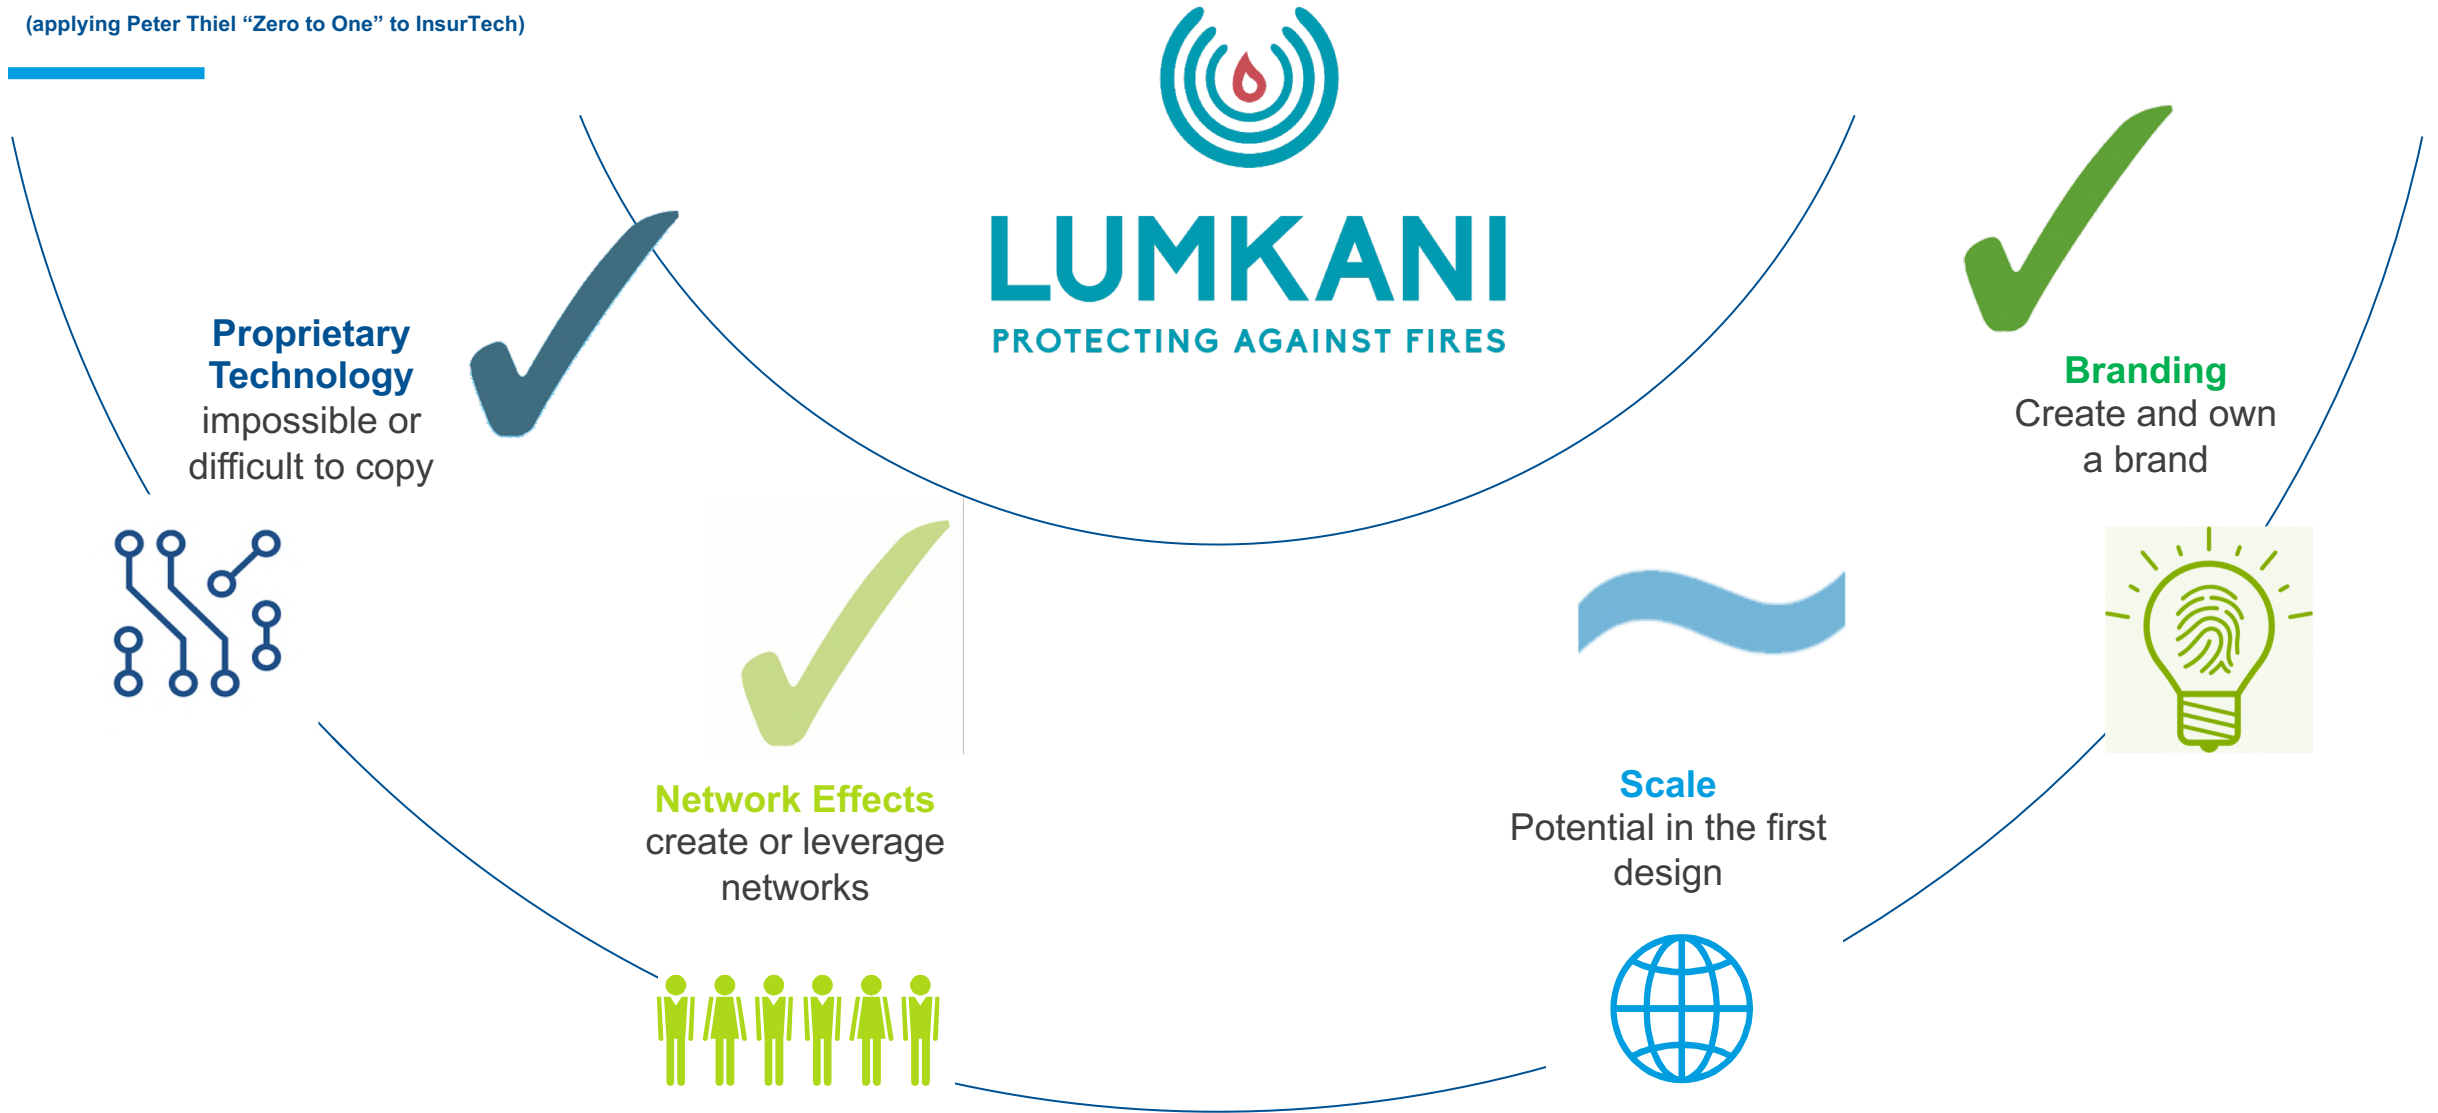 (applying Peter Thiel “Zero to One” to InsurTech)
LUMKANI
PROTECTING AGAINST FIRES
Proprietary
Technology
impossible or
difficult to copy
Branding
Create and own
a brand
Network Effects
create or leverage
networks
Scale
Potential in the first
design